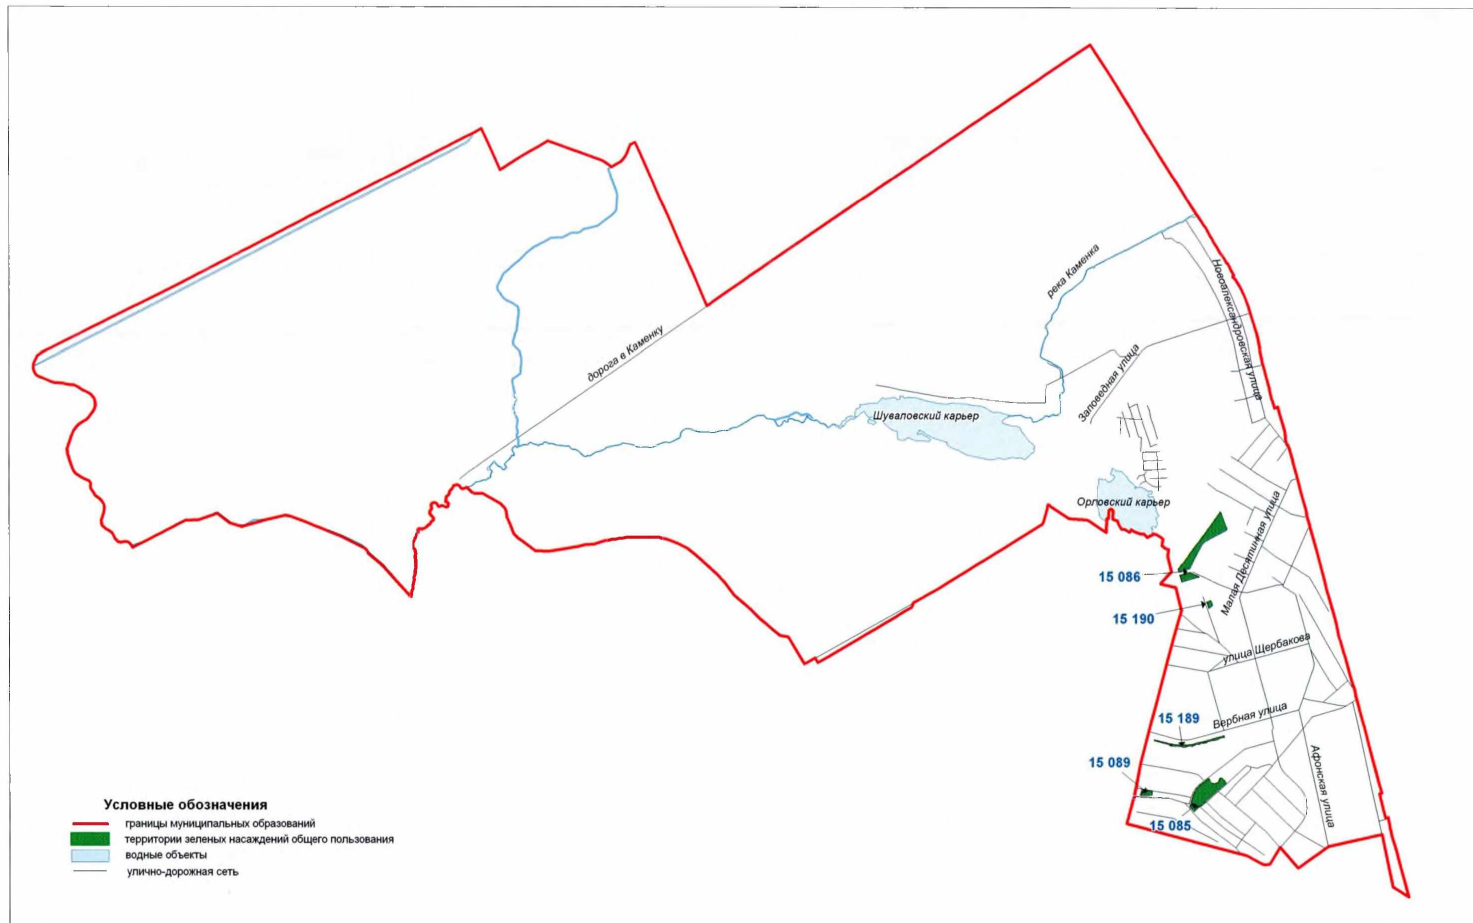 река Каменка
Новоалександровская улица
дорога в Каменку
Заповедная улица
Шуваловский карьер
Орловский карьер
Малая Десятинная улица
15 086
15 190
улица Щербакова
15 189
Вербная улица
15 089
Афонская улица
15 085
Условные обозначения
границы муниципальных образований
территории зеленых насаждений общего пользования
водные объекты
улично-дорожная сеть